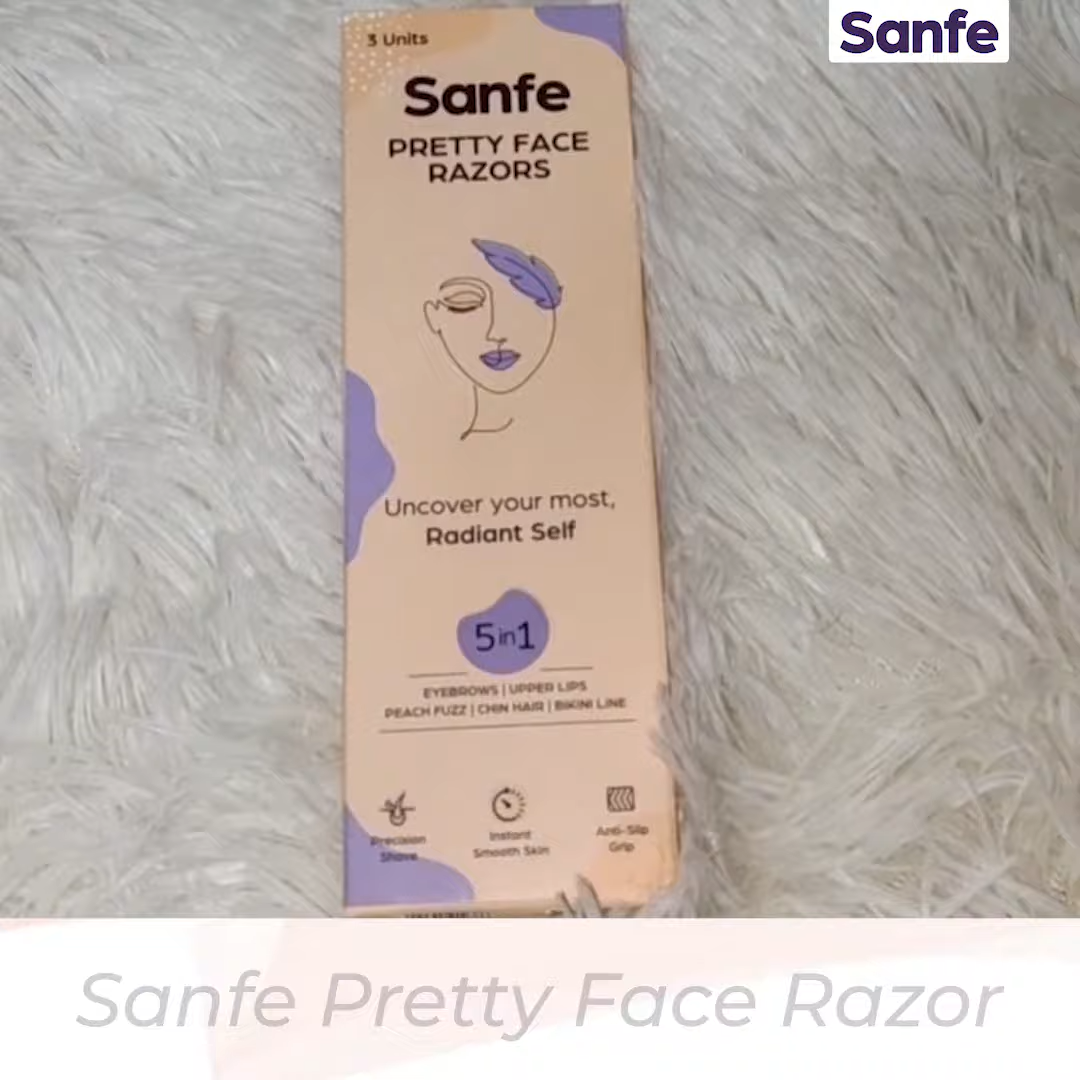 Sanfe
3 Units
Sanfe
PRETTY FACE
RAZORS
Uncover your most,
Radiant Self
5in1
EYEBROWS | UPPER LIPS
PEACH FUZZ | CHIN HAIR | BIKINI LINE
Precision
Shave
Instant
Smooth Skin
Anti-Slip
Grip
Sanfe Pretty Face Razor